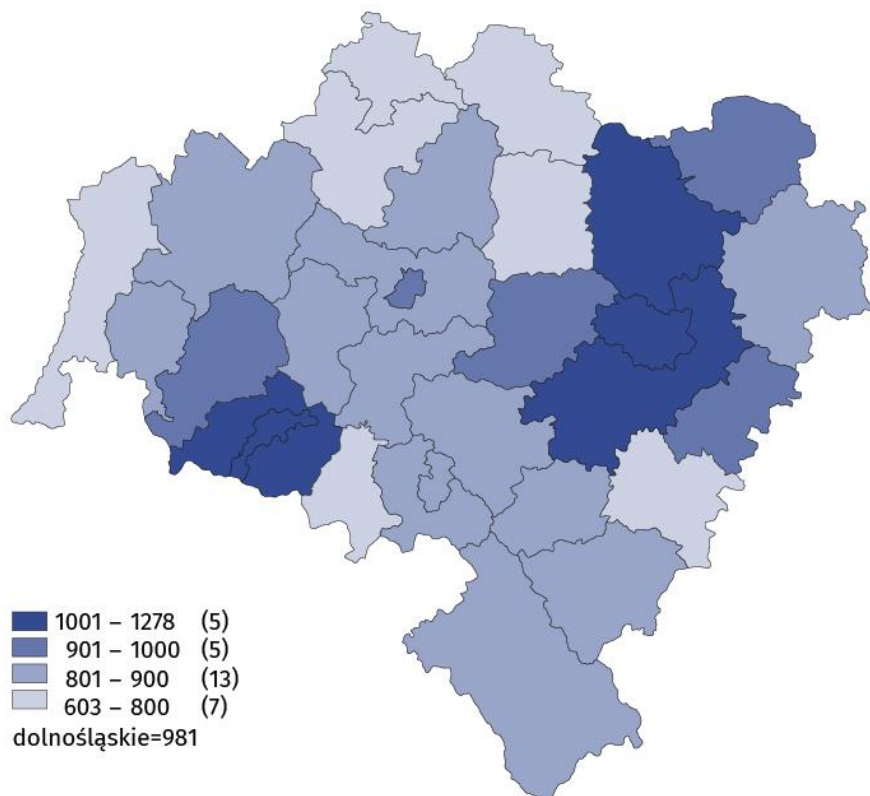 1001 – 1278 (5)
901 – 1000 (5)
801 – 900 (13)
603 – 800 (7)
dolnośląskie=981